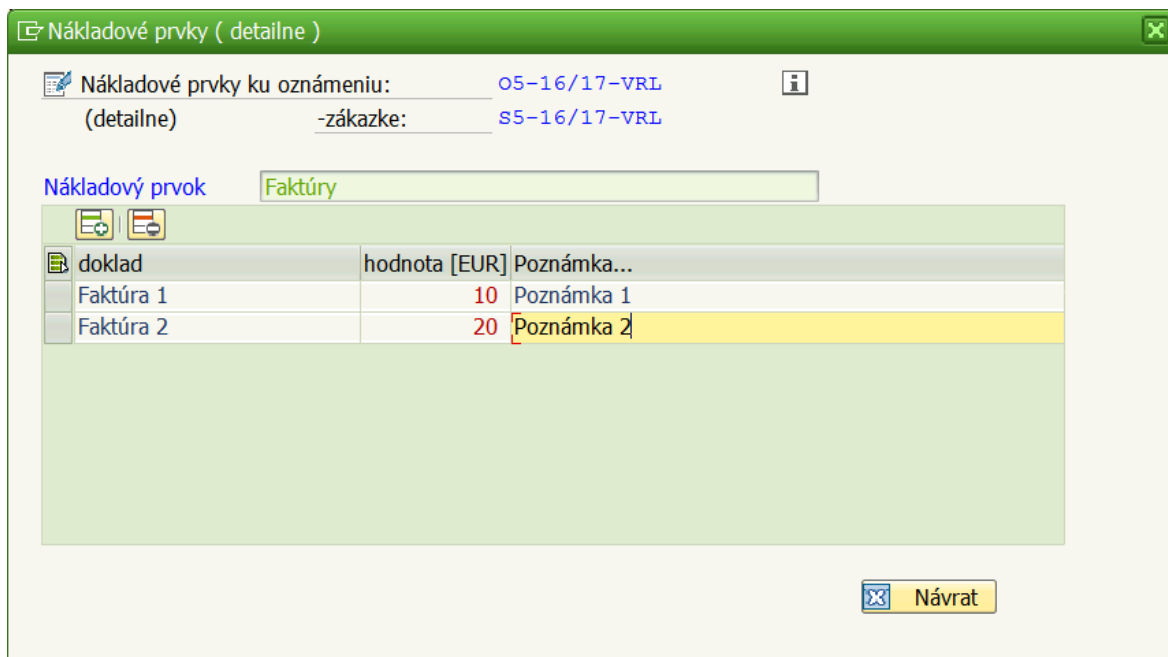 Nákladové prvky ( detailne )
Nákladové prvky ku oznámeniu: O5-16/17-VRL
(detailne) -zákazke: S5-16/17-VRL
Nákladový prvok Faktúry
doklad hodnota [EUR] Poznámka...
Faktúra 1 10 Poznámka 1
Faktúra 2 20 Poznámka 2
Návrat